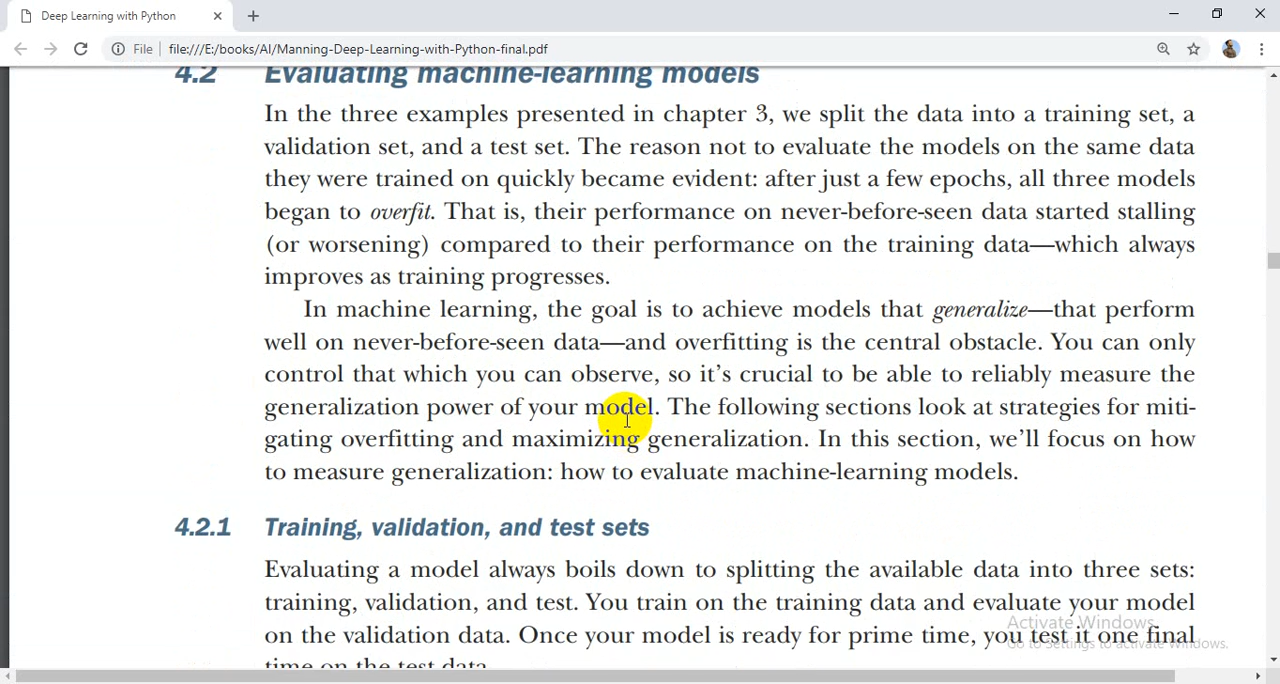 Deep Learning with Python
File
file:///E:/books/AI/Manning-Deep-Learning-with-Python-final.pdf
4.2 Evaluating machine-learning models
In the three examples presented in chapter 3, we split the data into a training set, a
validation set, and a test set. The reason not to evaluate the models on the same data
they were trained on quickly became evident: after just a few epochs, all three models
began to overfit. That is, their performance on never-before-seen data started stalling
(or worsening) compared to their performance on the training data—which always
improves as training progresses.
In machine learning, the goal is to achieve models that generalize—that perform
well on never-before-seen data—and overfitting is the central obstacle. You can only
control that which you can observe, so it's crucial to be able to reliably measure the
generalization power of your model. The following sections look at strategies for miti-
gating overfitting and maximizing generalization. In this section, we'll focus on how
to measure generalization: how to evaluate machine-learning models.
4.2.1 Training, validation, and test sets
Evaluating a model always boils down to splitting the available data into three sets:
training, validation, and test. You train on the training data and evaluate your model
on the validation data. Once your model is ready for prime time, you test it one final
time on the test data.
Activate Windows
Go to Settings to activate Windows.